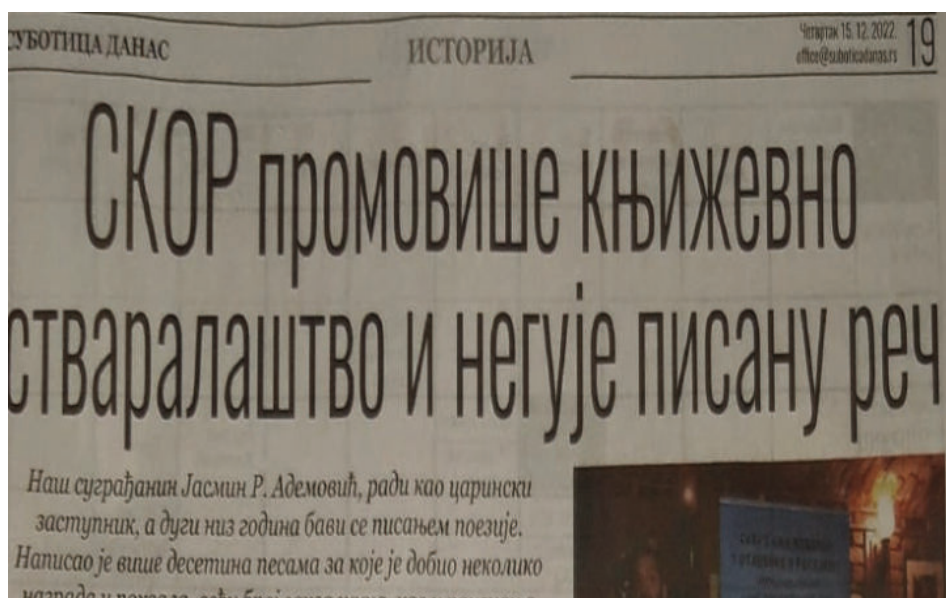 СУБОТИЦА ДАНАС
ИСТОРИЈА
Четвртак 15. 12. 2022.
office@suboticadanas.rs
19
СКОР промовише књижевно
стваралаштво и негује писану реч
Наш суграђанин Јасмин Р. Адемовић, ради као царински
заступник, а дуги низ година бави се писањем поезије.
Написао је више десетина песама за које је добио неколико